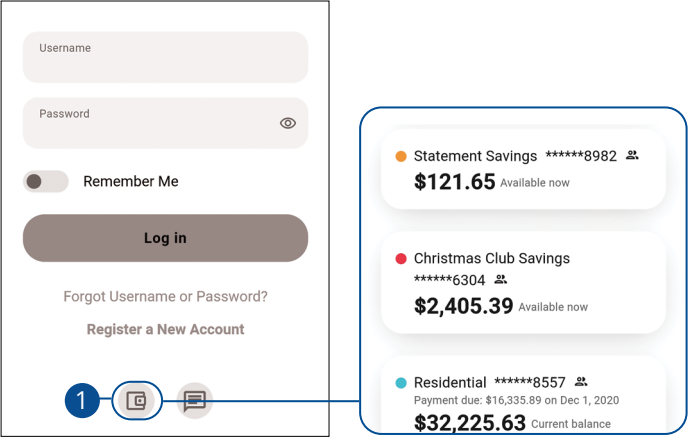 Username
Password
Remember Me
Log in
Forgot Username or Password?
Register a New Account
1
Statement Savings ******8982
$121.65 Available now
Christmas Club Savings
******6304
$2,405.39 Available now
Residential ******8557
Payment due: $16,335.89 on Dec 1, 2020
$32,225.63 Current balance